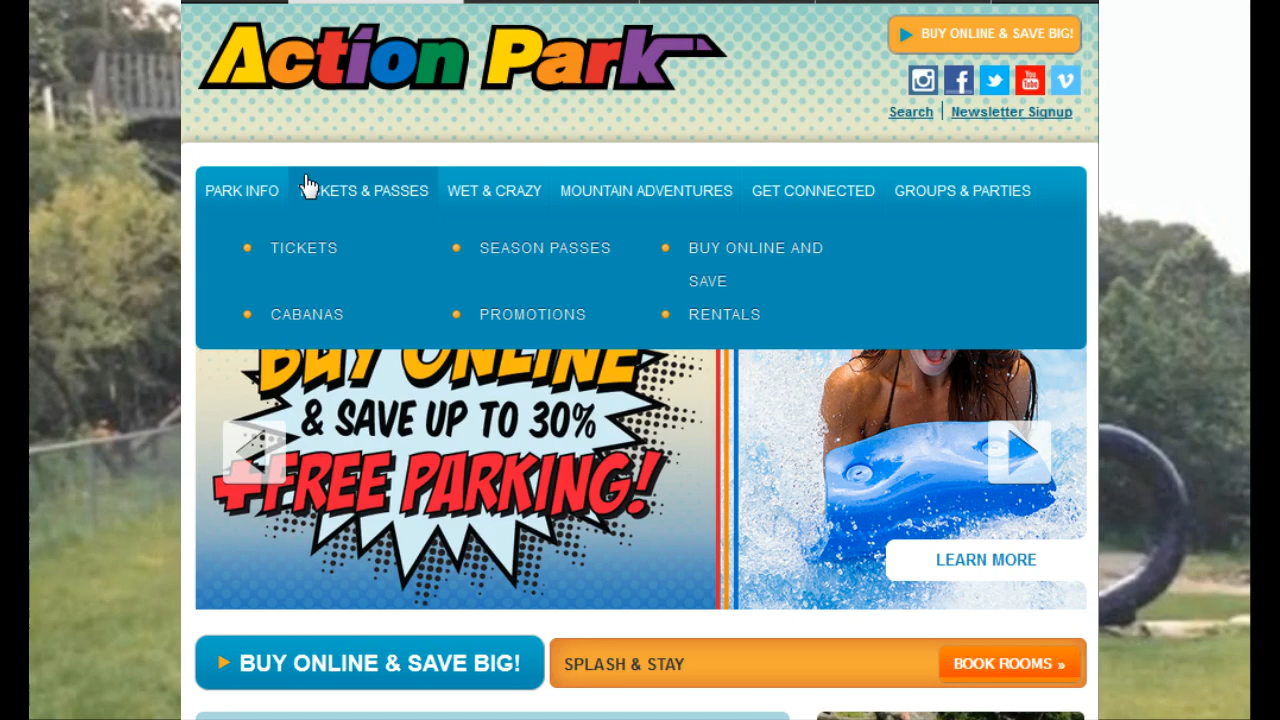 Action Park
BUY ONLINE & SAVE BIG!
You
Tube
Search
Newsletter Signup
PARK INFO
& PASSES
WET & CRAZY
MOUNTAIN ADVENTURES
GET CONNECTED
GROUPS & PARTIES
TICKETS
SEASON PASSES
BUY ONLINE AND
SAVE
CABANAS
PROMOTIONS
RENTALS
BUY ONLINE
& SAVE UP TO 30%
+FREE PARKING!
LEARN MORE
BUY ONLINE & SAVE BIG!
SPLASH & STAY
BOOK ROOMS »